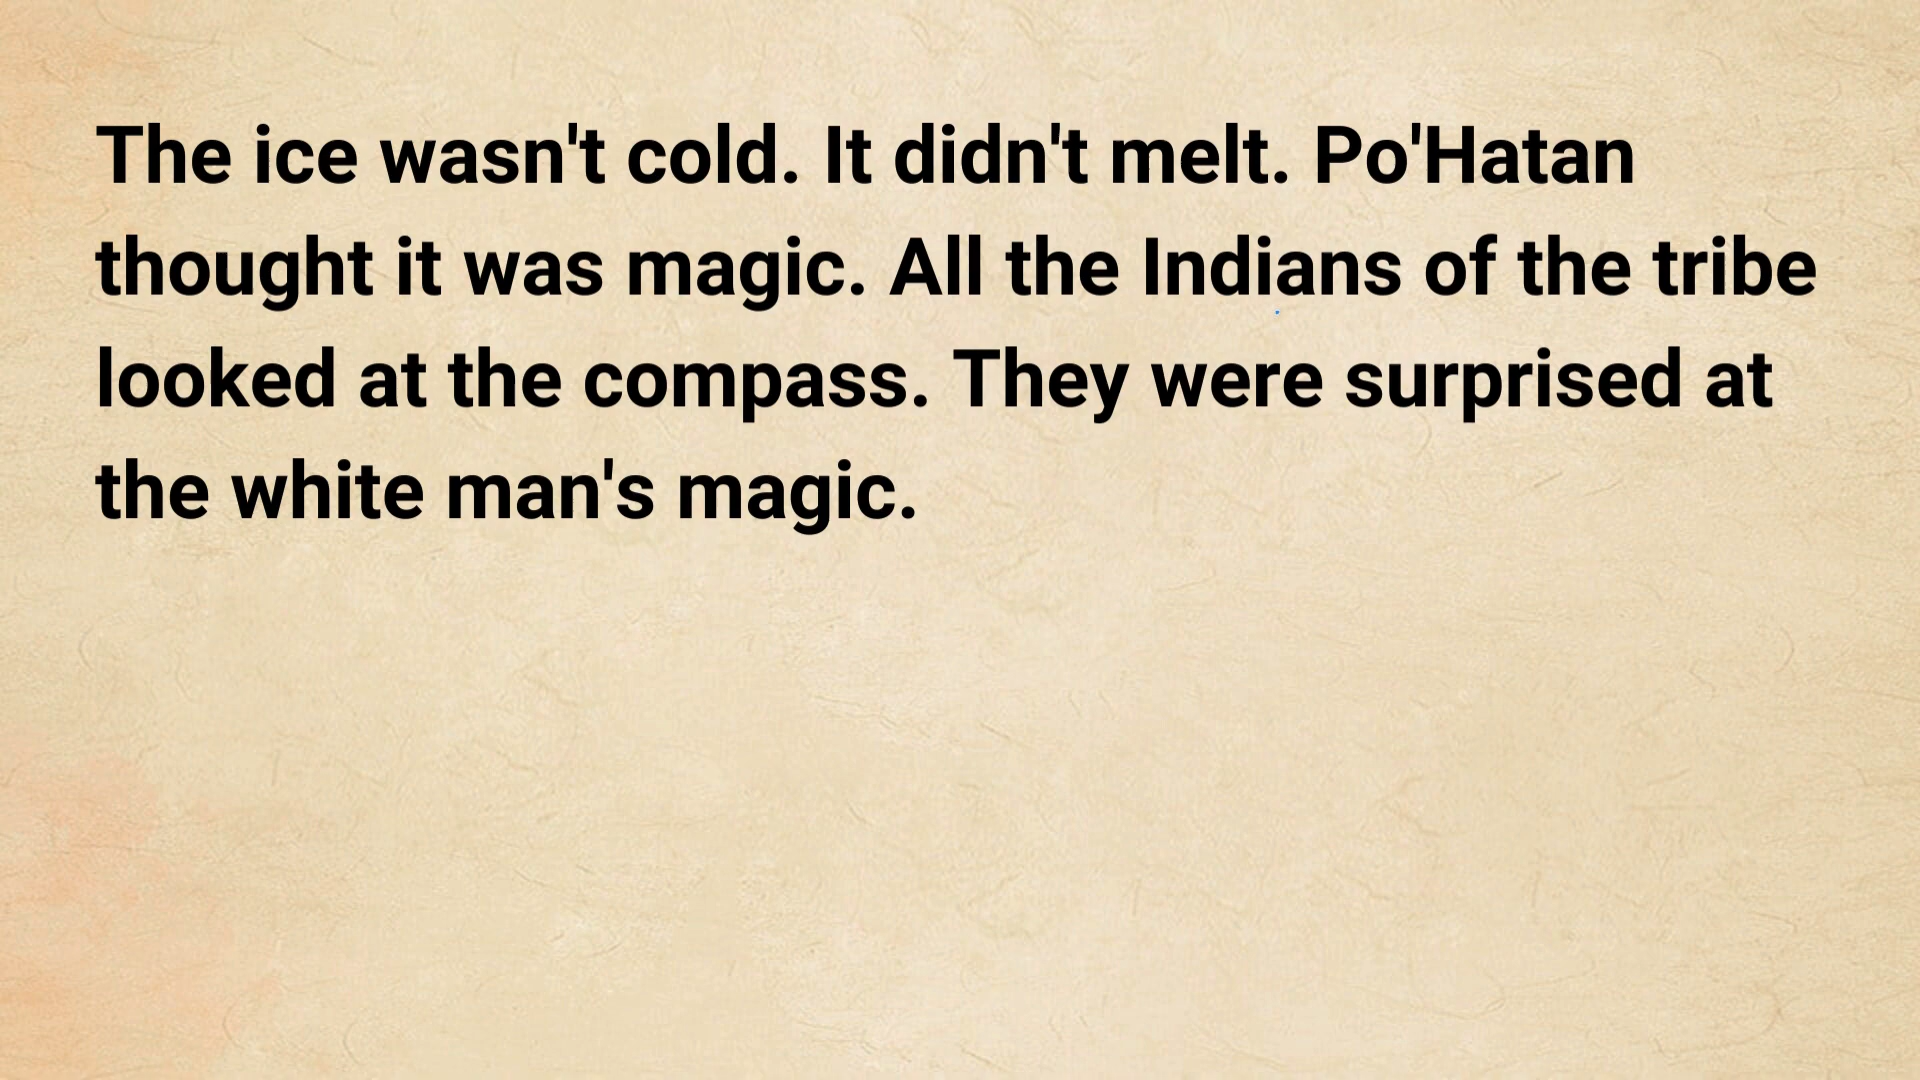 The ice wasn't cold. It didn't melt. Po'Hatan
thought it was magic. All the Indians of the tribe
looked at the compass. They were surprised at
the white man's magic.